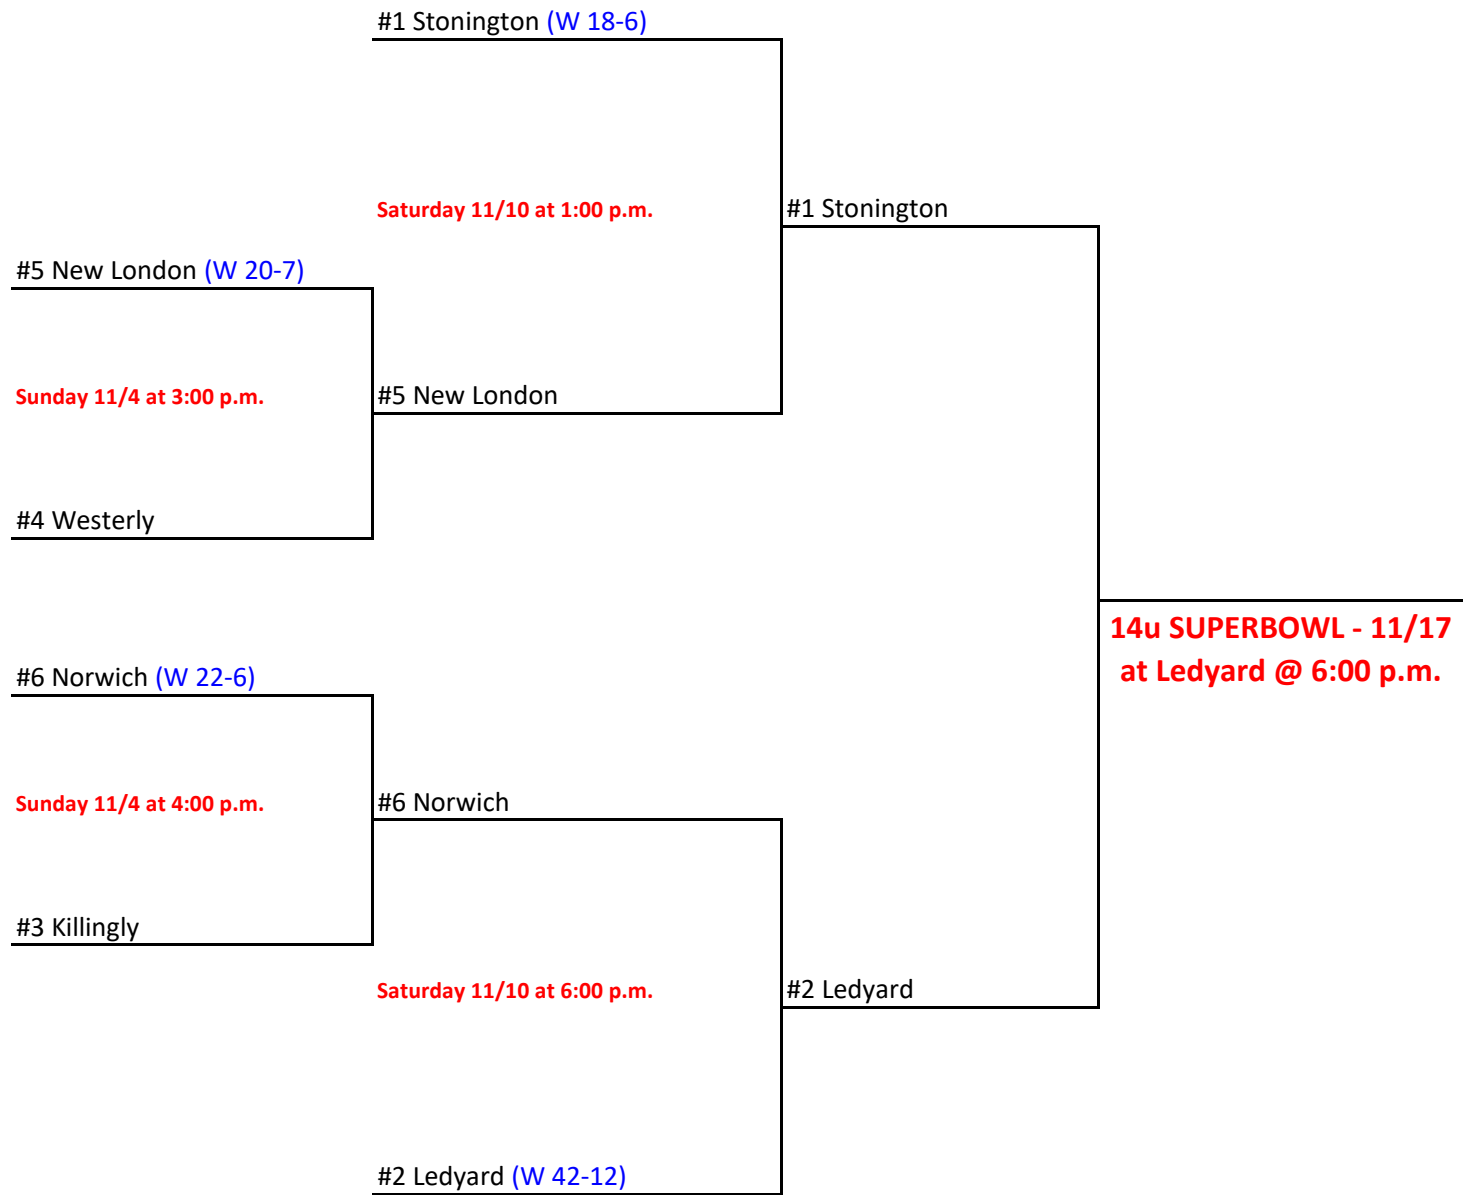 #1 Stonington (W 18-6)
Saturday 11/10 at 1:00 p.m.
#1 Stonington
#5 New London (W 20-7)
Sunday 11/4 at 3:00 p.m.
#5 New London
#4 Westerly
14u SUPERBOWL - 11/17
at Ledyard @ 6:00 p.m.
#6 Norwich (W 22-6)
Sunday 11/4 at 4:00 p.m.
#6 Norwich
#3 Killingly
Saturday 11/10 at 6:00 p.m.
#2 Ledyard
#2 Ledyard (W 42-12)